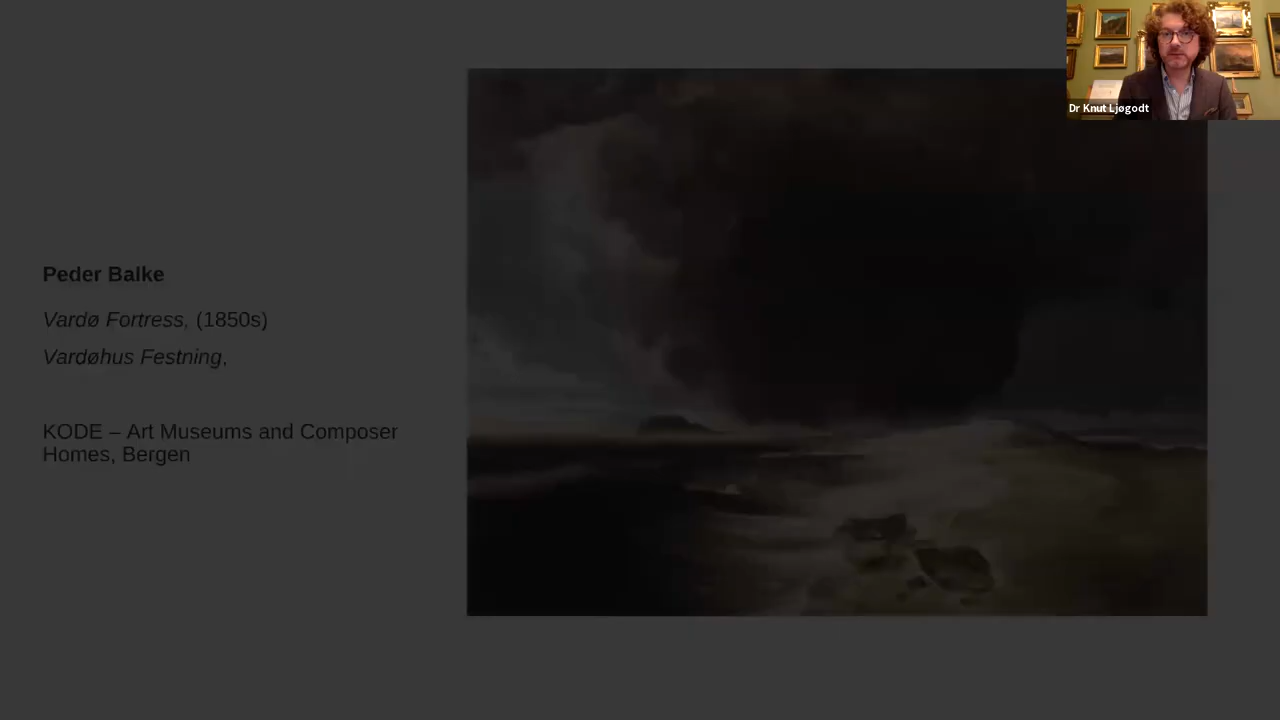 Dr Knut Ljøgodt
Peder Balke
Vardø Fortress, (1850s)
Vardøhus Festning,
KODE – Art Museums and Composer
Homes, Bergen